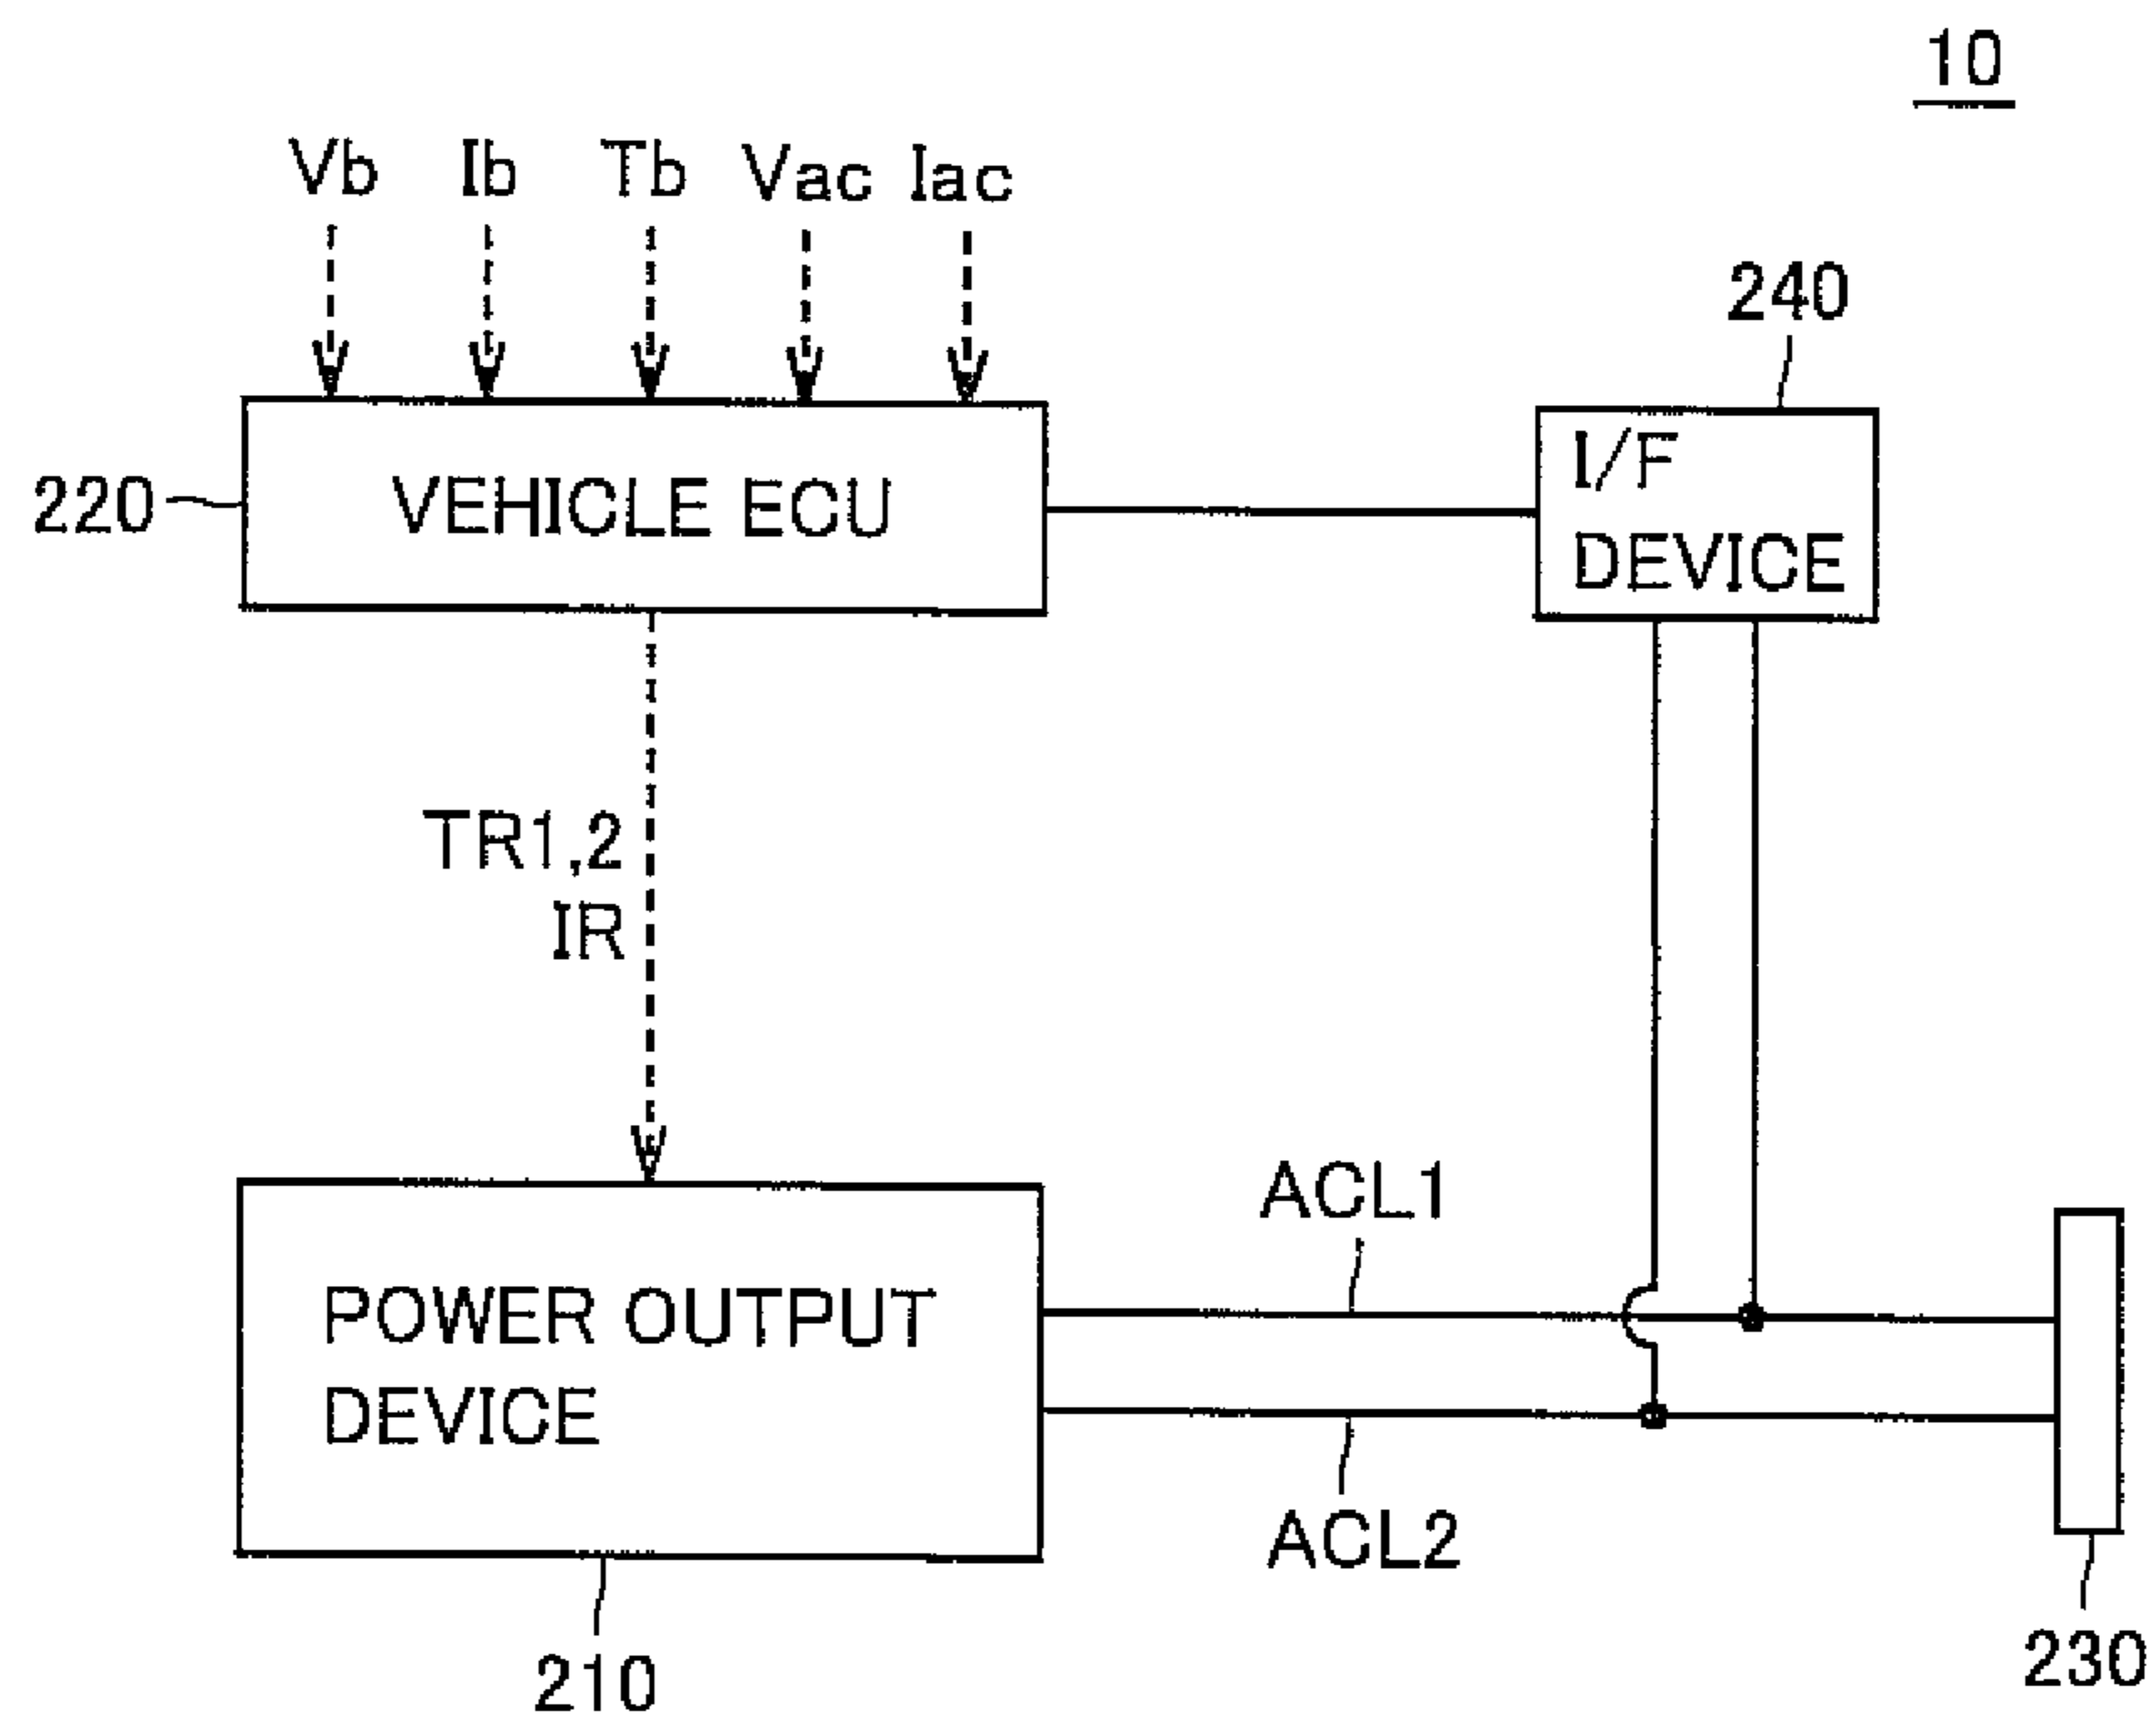 10
Vb Ib Tb Vac Iac
240
220
VEHICLE ECU
I/F
DEVICE
TR1,2
IR
ACL1
POWER OUTPUT
DEVICE
ACL2
210
230